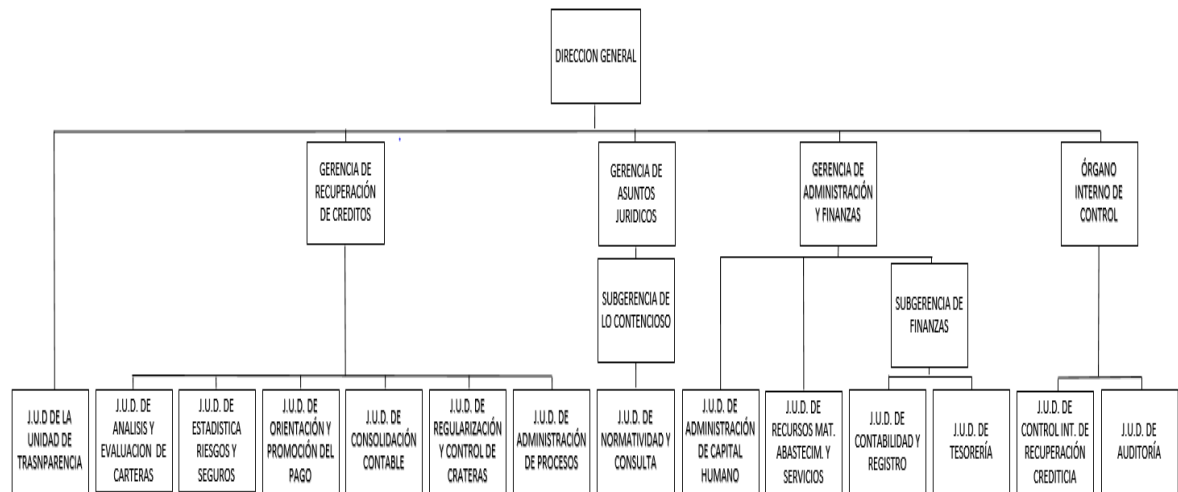 DIRECCION GENERAL
GERENCIA DE
RECUPERACIÓN
DE CREDITOS
GERENCIA DE
ASUNTOS
JURIDICOS
GERENCIA DE
ADMINISTRACIÓN
Y FINANZAS
ÓRGANO
INTERNO DE
CONTROL
SUBGERENCIA DE
LO CONTENCIOSO
SUBGERENCIA DE
FINANZAS
J.U.D DE LA
UNIDAD DE
TRASNPARENCIA
J.U.D. DE
ANALISIS Y
EVALUACION DE
CARTERAS
J.U.D. DE
ESTADISTICA
RIESGOS Y
SEGUROS
J.U.D. DE
ORIENTACIÓN Y
PROMOCIÓN DEL
PAGO
J.U.D. DE
CONSOLIDACIÓN
CONTABLE
J.U.D. DE
REGULARIZACIÓN
Y CONTROL DE
CRATERAS
J.U.D. DE
ADMINISTRACIÓN
DE PROCESOS
J.U.D. DE
NORMATIVIDAD Y
CONSULTA
J.U.D. DE
ADMINISTRACIÓN
DE CAPITAL
HUMANO
J.U.D. DE
RECURSOS MAT.
ABASTECIM. Y
SERVICIOS
J.U.D. DE
CONTABILIDAD Y
REGISTRO
J.U.D. DE
TESORERÍA
J.U.D. DE
CONTROL INT. DE
RECUPERACIÓN
CREDITICIA
J.U.D. DE
AUDITORÍA